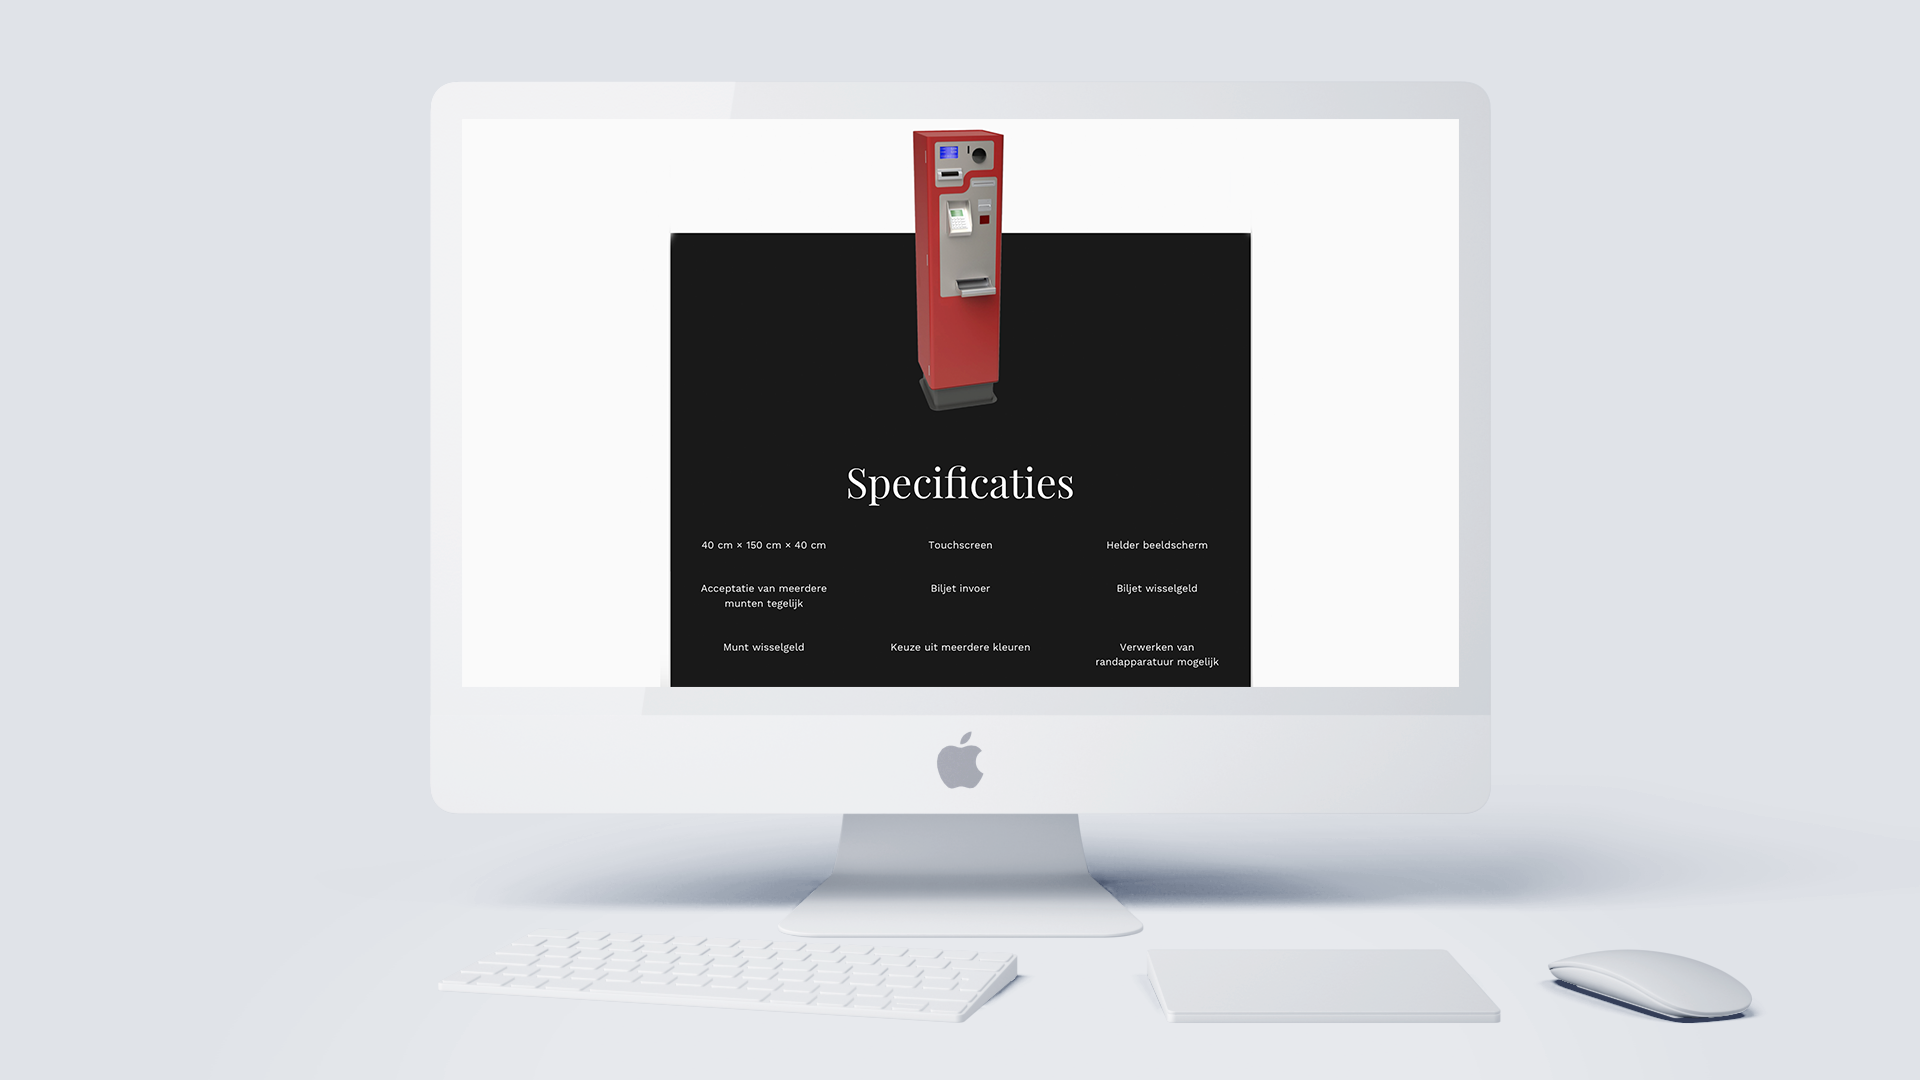 Specificaties
40 cm × 150 cm × 40 cm
Touchscreen
Helder beeldscherm
Acceptatie van meerdere
munten tegelijk
Biljet invoer
Biljet wisselgeld
Munt wisselgeld
Keuze uit meerdere kleuren
Verwerken van
randapparatuur mogelijk